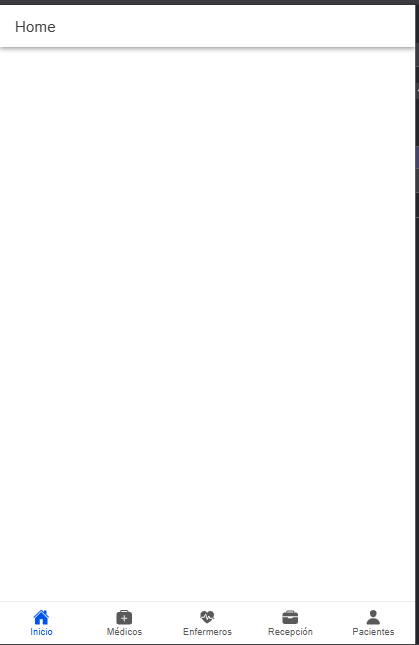 Home
Inicio
Médicos
Enfermeros
Recepción
Pacientes